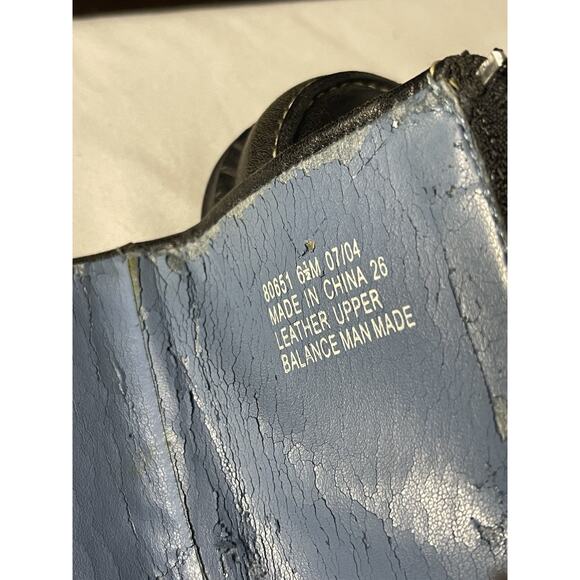 80651 6½M 07/04
MADE IN CHINA 26
LEATHER UPPER
BALANCE MAN MADE